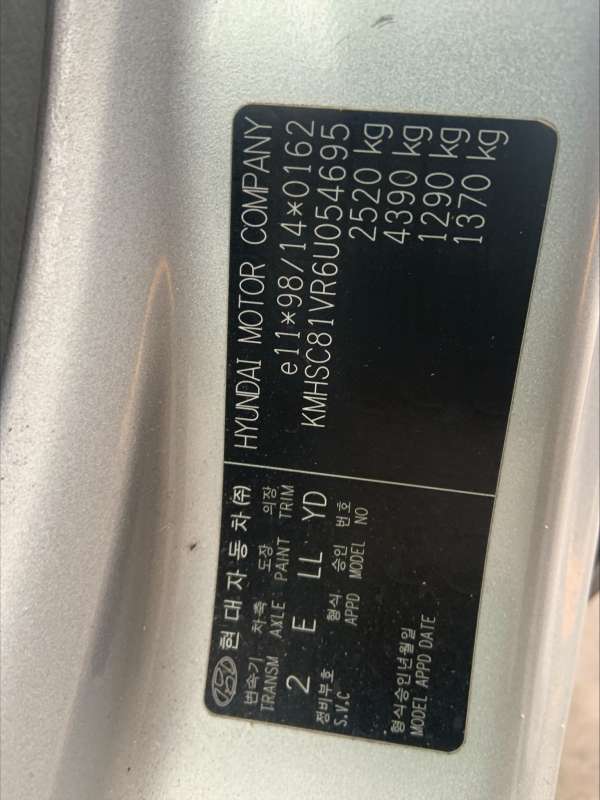 현대자동차(주)
변속기 차축 도장 의장
TRANSM AXLE PAINT TRIM
2 E LL YD
정비부호 형식 승인 번호
S.V.C APPD MODEL NO
형식승인년월일
MODEL APPD DATE
HYUNDAI MOTOR COMPANY
e11*98/14*0162
KMHSC81VR6U054695
2520 kg
4390 kg
1290 kg
1370 kg